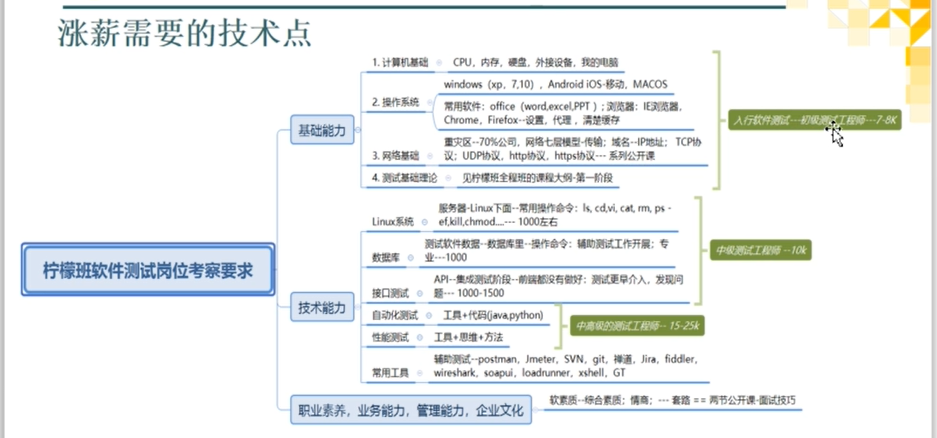 涨薪需要的技术点
柠檬班软件测试岗位考察要求
基础能力
1. 计算机基础
CPU，内存，硬盘，外接设备，我的电脑
2. 操作系统
windows（xp，7,10），Android iOS-移动，MACOS
常用软件：office（word,excel,PPT）；浏览器：IE浏览器，
Chrome，Firefox--设置，代理，清楚缓存
3. 网络基础
重灾区--70%公司，网络七层模型-传输；域名--IP地址； TCP协
议；UDP协议，http协议，https协议--- 系列公开课
4. 测试基础理论
见柠檬班全程班的课程大纲-第一阶段
入行软件测试---初级测试工程师---7-8K
技术能力
Linux系统
服务器-Linux下面--常用操作命令：ls, cd,vi, cat, rm, ps -
ef,kill,chmod....--- 1000左右
数据库
测试软件数据--数据库里--操作命令：辅助测试工作开展；专
业---1000
接口测试
API--集成测试阶段--前端都没有做好：测试更早介入，发现问
题--- 1000-1500
中级测试工程师 --10k
自动化测试
工具+代码(java,python)
性能测试
工具+思维+方法
中高级的测试工程师-- 15-25k
常用工具
辅助测试--postman，Jmeter，SVN，git，禅道，Jira，fiddler，
wireshark，soapui，loadrunner，xshell，GT
职业素养，业务能力，管理能力，企业文化
软素质--综合素质；情商；--- 套路 == 两节公开课-面试技巧